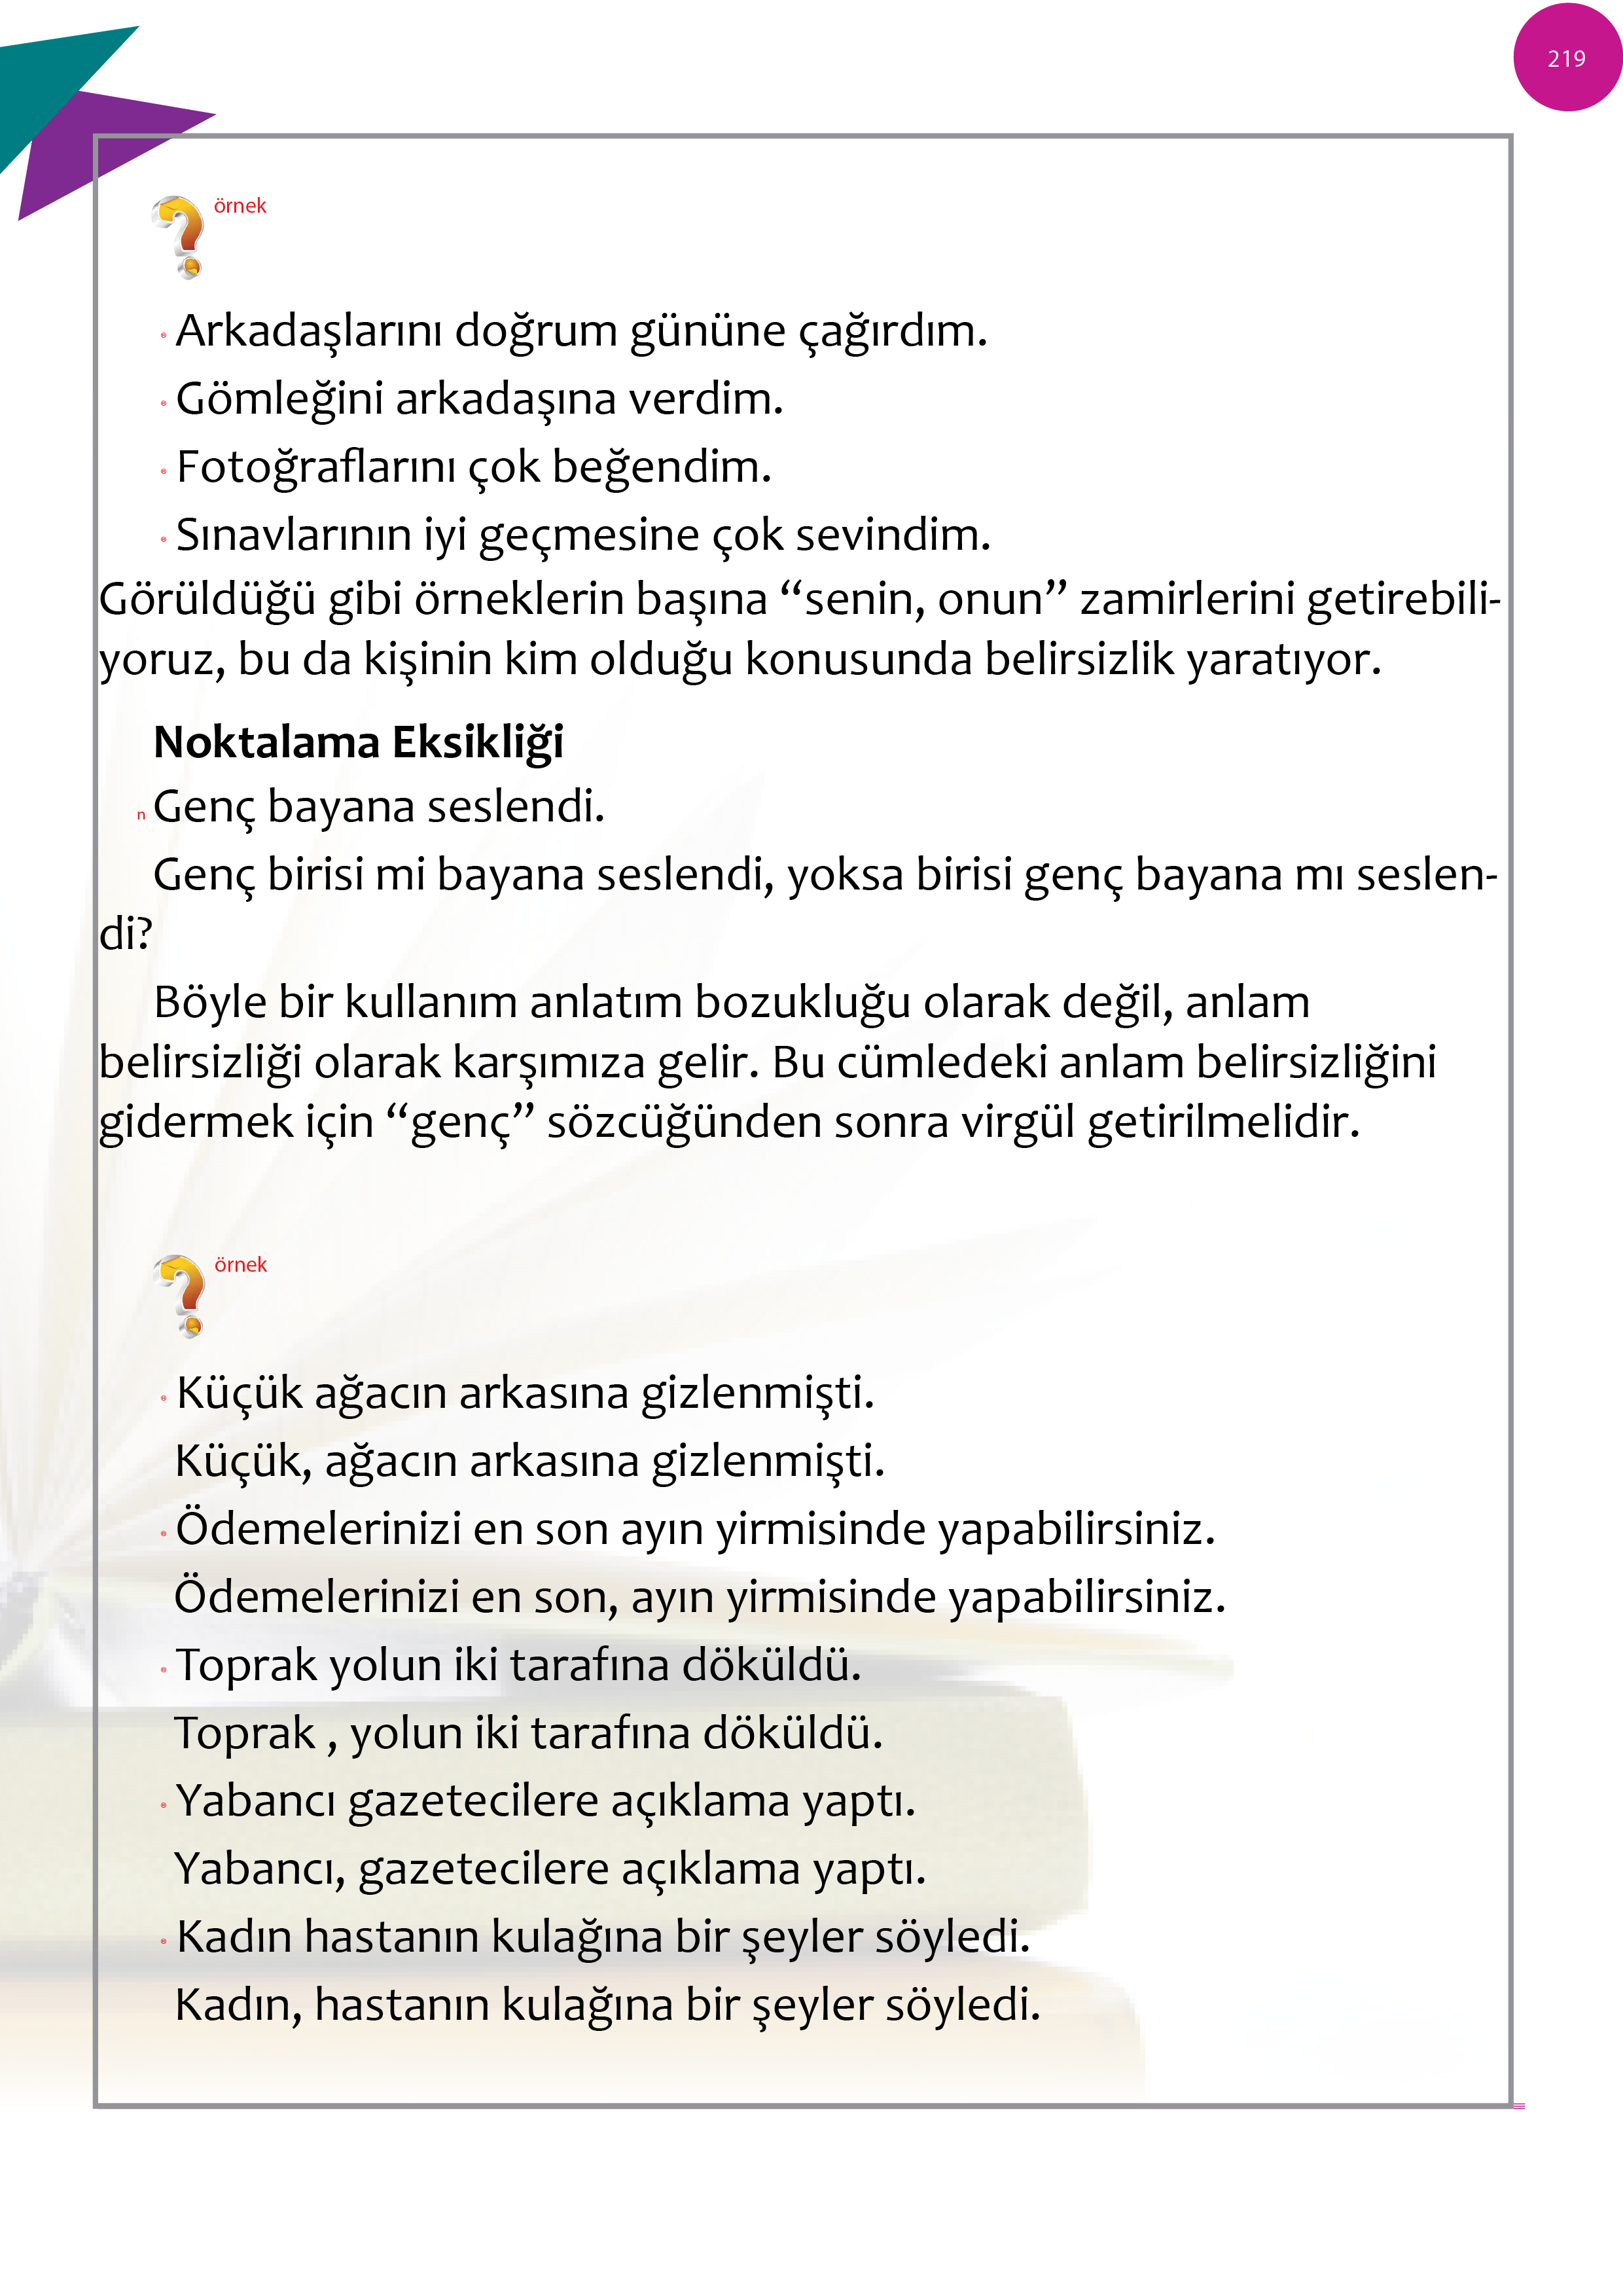 219
örnek
Arkadaşlarını doğrum gününe çağırdım.
Gömleğini arkadaşına verdim.
Fotoğraflarını çok beğendim.
Sınavlarının iyi geçmesine çok sevindim.
Görüldüğü gibi örneklerin başına “senin, onun” zamirlerini getirebili-
yoruz, bu da kişinin kim olduğu konusunda belirsizlik yaratıyor.
Noktalama Eksikliği
n Genç bayana seslendi.
Genç birisi mi bayana seslendi, yoksa birisi genç bayana mı seslen-
di?
Böyle bir kullanım anlatım bozukluğu olarak değil, anlam
belirsizliği olarak karşımıza gelir. Bu cümledeki anlam belirsizliğini
gidermek için “genç” sözcüğünden sonra virgül getirilmelidir.
örnek
Küçük ağacın arkasına gizlenmişti.
Küçük, ağacın arkasına gizlenmişti.
Ödemelerinizi en son ayın yirmisinde yapabilirsiniz.
Ödemelerinizi en son, ayın yirmisinde yapabilirsiniz.
Toprak yolun iki tarafına döküldü.
Toprak , yolun iki tarafına döküldü.
Yabancı gazetecilere açıklama yaptı.
Yabancı, gazetecilere açıklama yaptı.
Kadın hastanın kulağına bir şeyler söyledi.
Kadın, hastanın kulağına bir şeyler söyledi.